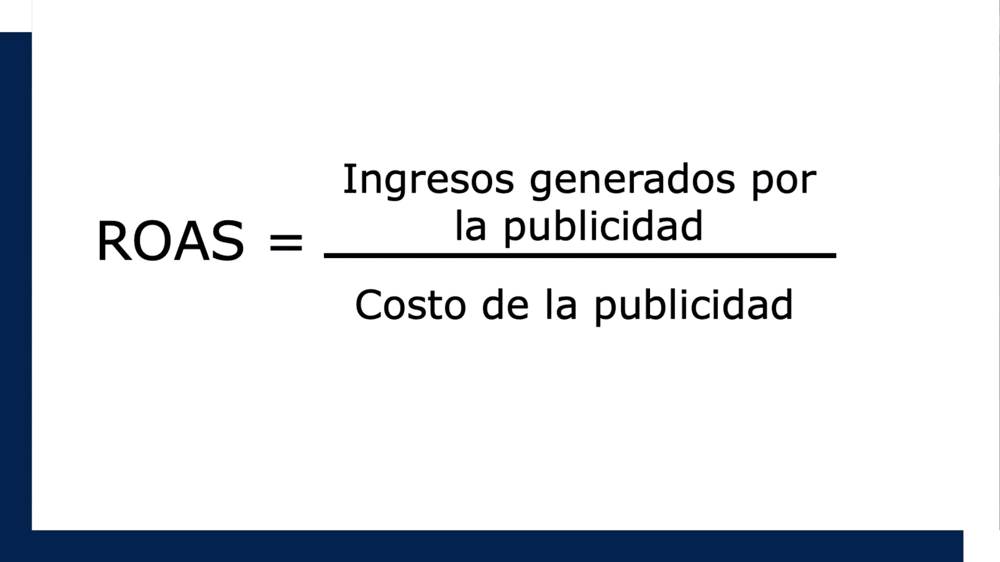 Ingresos generados por
la publicidad
ROAS =
Costo de la publicidad